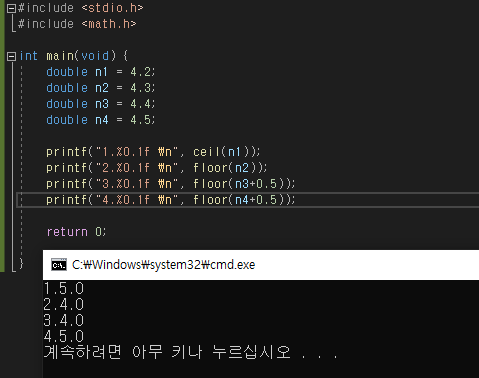 #include <stdio.h>
#include <math.h>
int main(void) {
double n1 = 4.2;
double n2 = 4.3;
double n3 = 4.4;
double n4 = 4.5;
printf("1.%0.1f ₩n", ceil(n1));
printf("2.%0.1f ₩n", floor(n2));
printf("3.%0.1f ₩n", floor(n3+0.5));
printf("4.%0.1f ₩n", floor(n4+0.5));
return 0;
}
C:₩Windows₩system32₩cmd.exe
1.5.0
2.4.0
3.4.0
4.5.0
계속하려면 아무 키나 누르십시오 . . .